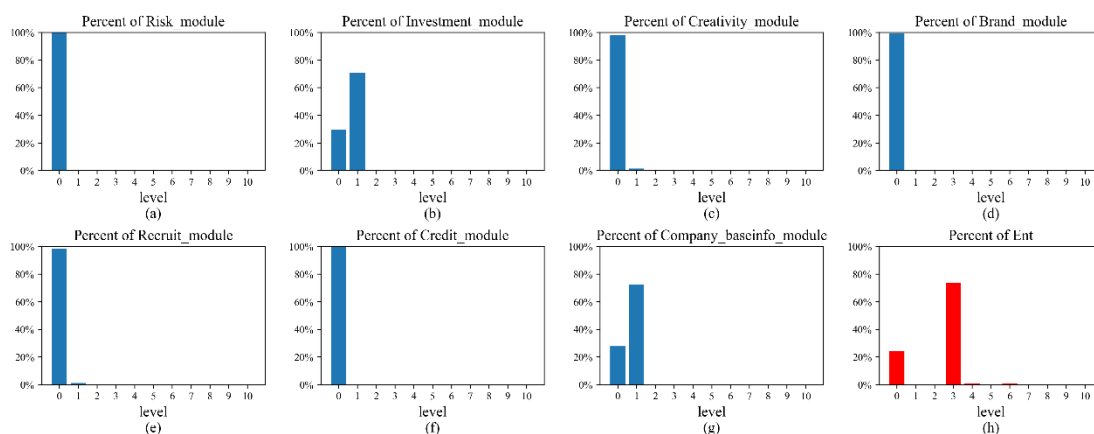 Percent of Risk_module
100%
80%
60%
40%
20%
0%
0 1 2 3 4 5 6 7 8 9 10
level
(a)
Percent of Investment_module
100%
80%
60%
40%
20%
0%
0 1 2 3 4 5 6 7 8 9 10
level
(b)
Percent of Creativity_module
100%
80%
60%
40%
20%
0%
0 1 2 3 4 5 6 7 8 9 10
level
(c)
Percent of Brand_module
100%
80%
60%
40%
20%
0%
0 1 2 3 4 5 6 7 8 9 10
level
(d)
Percent of Recruit_module
100%
80%
60%
40%
20%
0%
0 1 2 3 4 5 6 7 8 9 10
level
(e)
Percent of Credit_module
100%
80%
60%
40%
20%
0%
0 1 2 3 4 5 6 7 8 9 10
level
(f)
Percent of Company_baseinfo_module
100%
80%
60%
40%
20%
0%
0 1 2 3 4 5 6 7 8 9 10
level
(g)
Percent of Ent
100%
80%
60%
40%
20%
0%
0 1 2 3 4 5 6 7 8 9 10
level
(h)